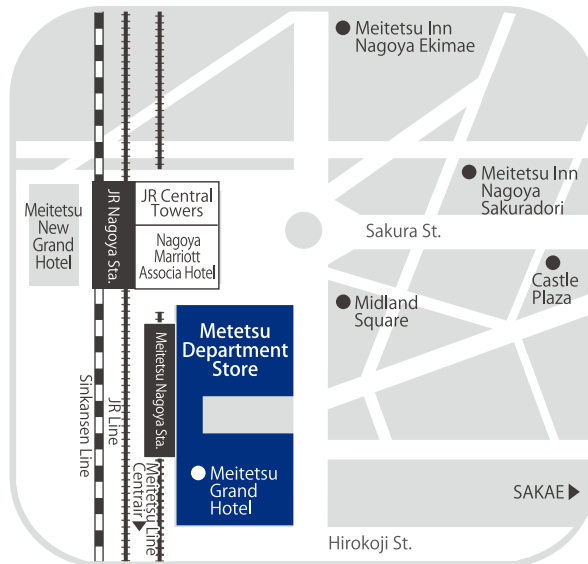 Meitetsu Inn
Nagoya Ekimae
Meitetsu Inn
Nagoya
Sakuradori
JR Nagoya Sta.
JR Central
Towers
Meitetsu
New
Grand
Hotel
Nagoya
Marriott
Associa Hotel
Sakura St.
Castle
Plaza
Midland
Square
Metetsu
Department
Store
Meitetsu Nagoya Sta.
Sinkansen Line
JR Line
Meitetsu Line
Centrair
Meitetsu
Grand
Hotel
SAKAE
Hirokoji St.